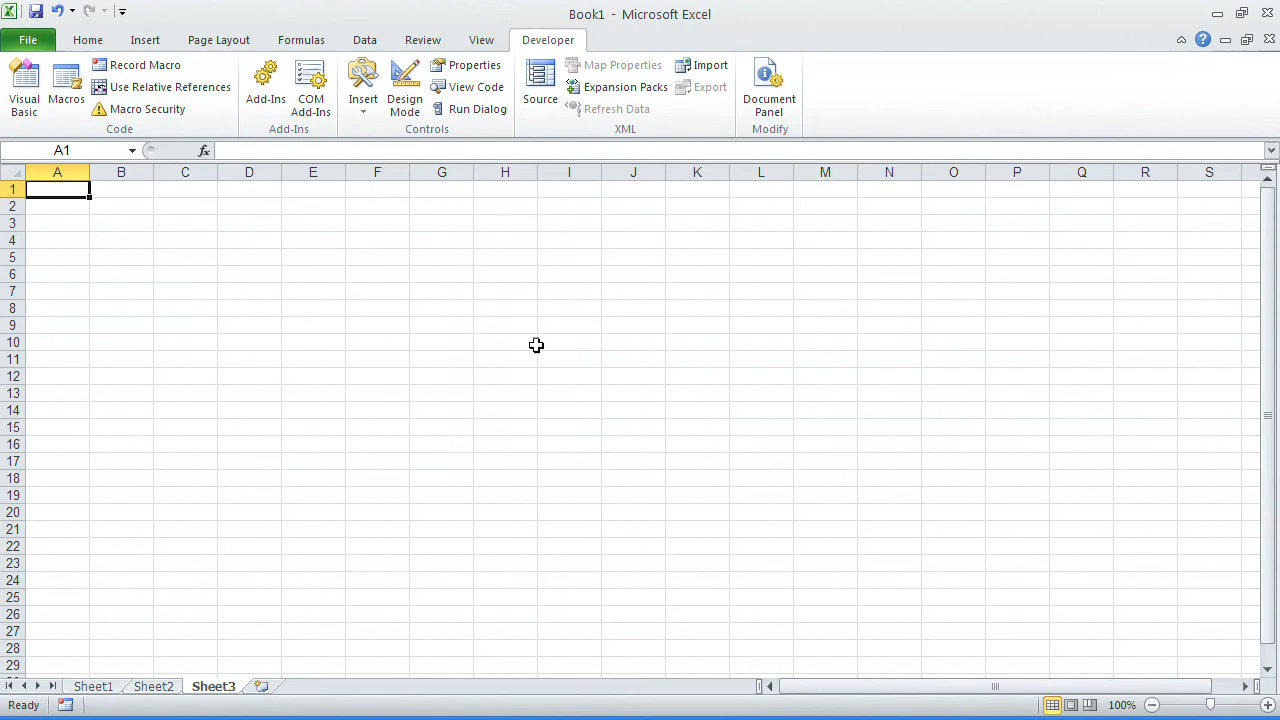 Book1 - Microsoft Excel
File Home Insert Page Layout Formulas Data Review View Developer
Visual Basic
Macros
Record Macro
Use Relative References
Macro Security
Code
Add-Ins
COM Add-Ins
Add-Ins
Insert
Design Mode
Properties
View Code
Run Dialog
Controls
Source
Map Properties
Expansion Packs
Refresh Data
Import
Export
XML
Document Panel
Modify
A1 fx
A B C D E F G H I J K L M N O P Q R S
1
2
3
4
5
6
7
8
9
10
11
12
13
14
15
16
17
18
19
20
21
22
23
24
25
26
27
28
29
Sheet1 Sheet2 Sheet3
Ready 100%